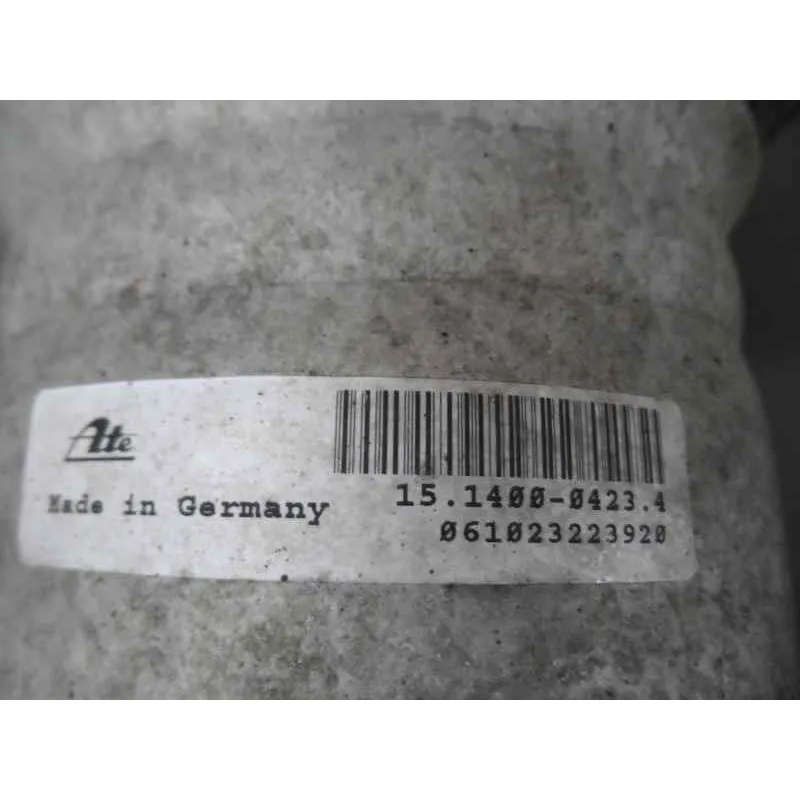 Ate
Made in Germany
15.1400-0423.4
061023223920